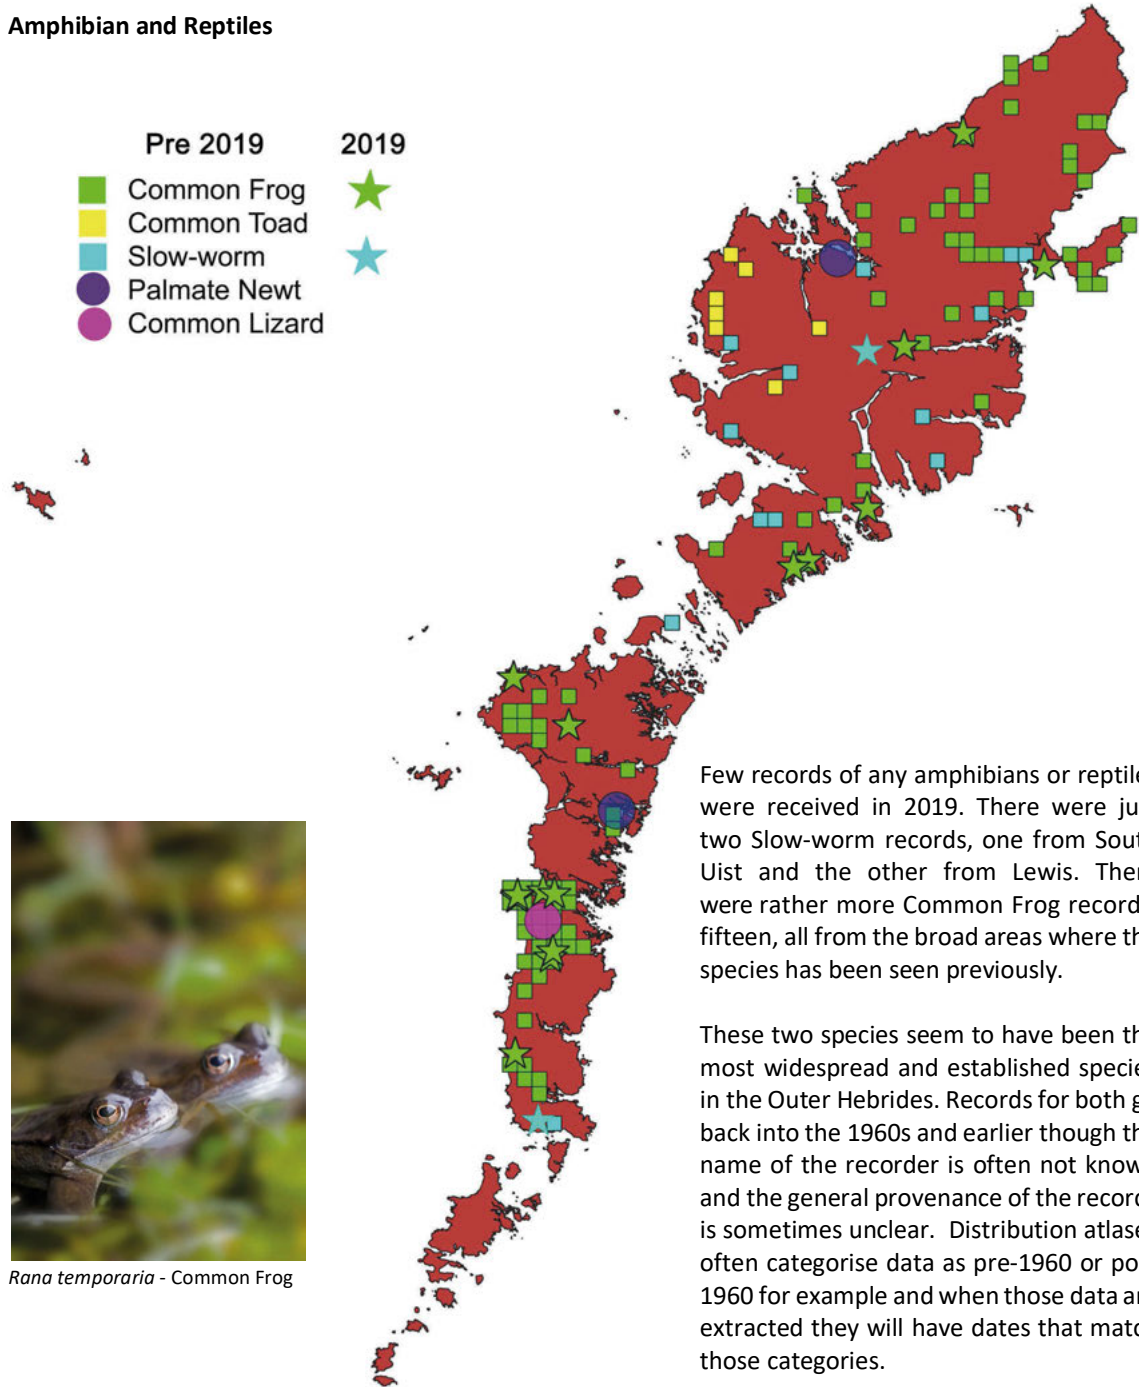 Amphibian and Reptiles
Pre 2019 2019
Common Frog
Common Toad
Slow-worm
Palmate Newt
Common Lizard
Few records of any amphibians or reptile
were received in 2019. There were ju
two Slow-worm records, one from Sout
Uist and the other from Lewis. Ther
were rather more Common Frog record
fifteen, all from the broad areas where th
species has been seen previously.
These two species seem to have been th
most widespread and established specie
in the Outer Hebrides. Records for both g
back into the 1960s and earlier though th
name of the recorder is often not know
and the general provenance of the record
is sometimes unclear. Distribution atlase
often categorise data as pre-1960 or po
1960 for example and when those data ar
extracted they will have dates that matc
those categories.
Rana temporaria - Common Frog